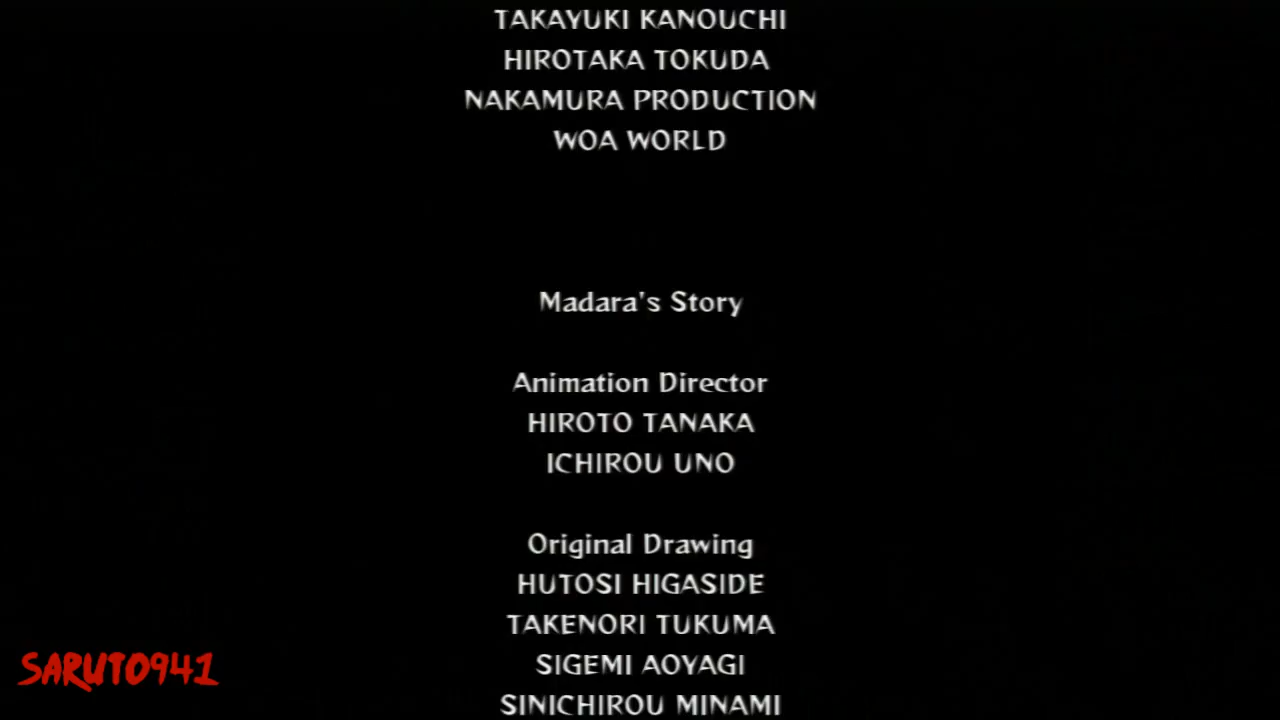 TAKAYUKI KANOUCHI
HIROTAKA TOKUDA
NAKAMURA PRODUCTION
WOA WORLD
Madara's Story
Animation Director
HIROTO TANAKA
ICHIROU UNO
Original Drawing
HUTOSI HIGASIDE
TAKENORI TUKUMA
SIGEMI AOYAGI
SINICHIROU MINAMI
SARUTO941